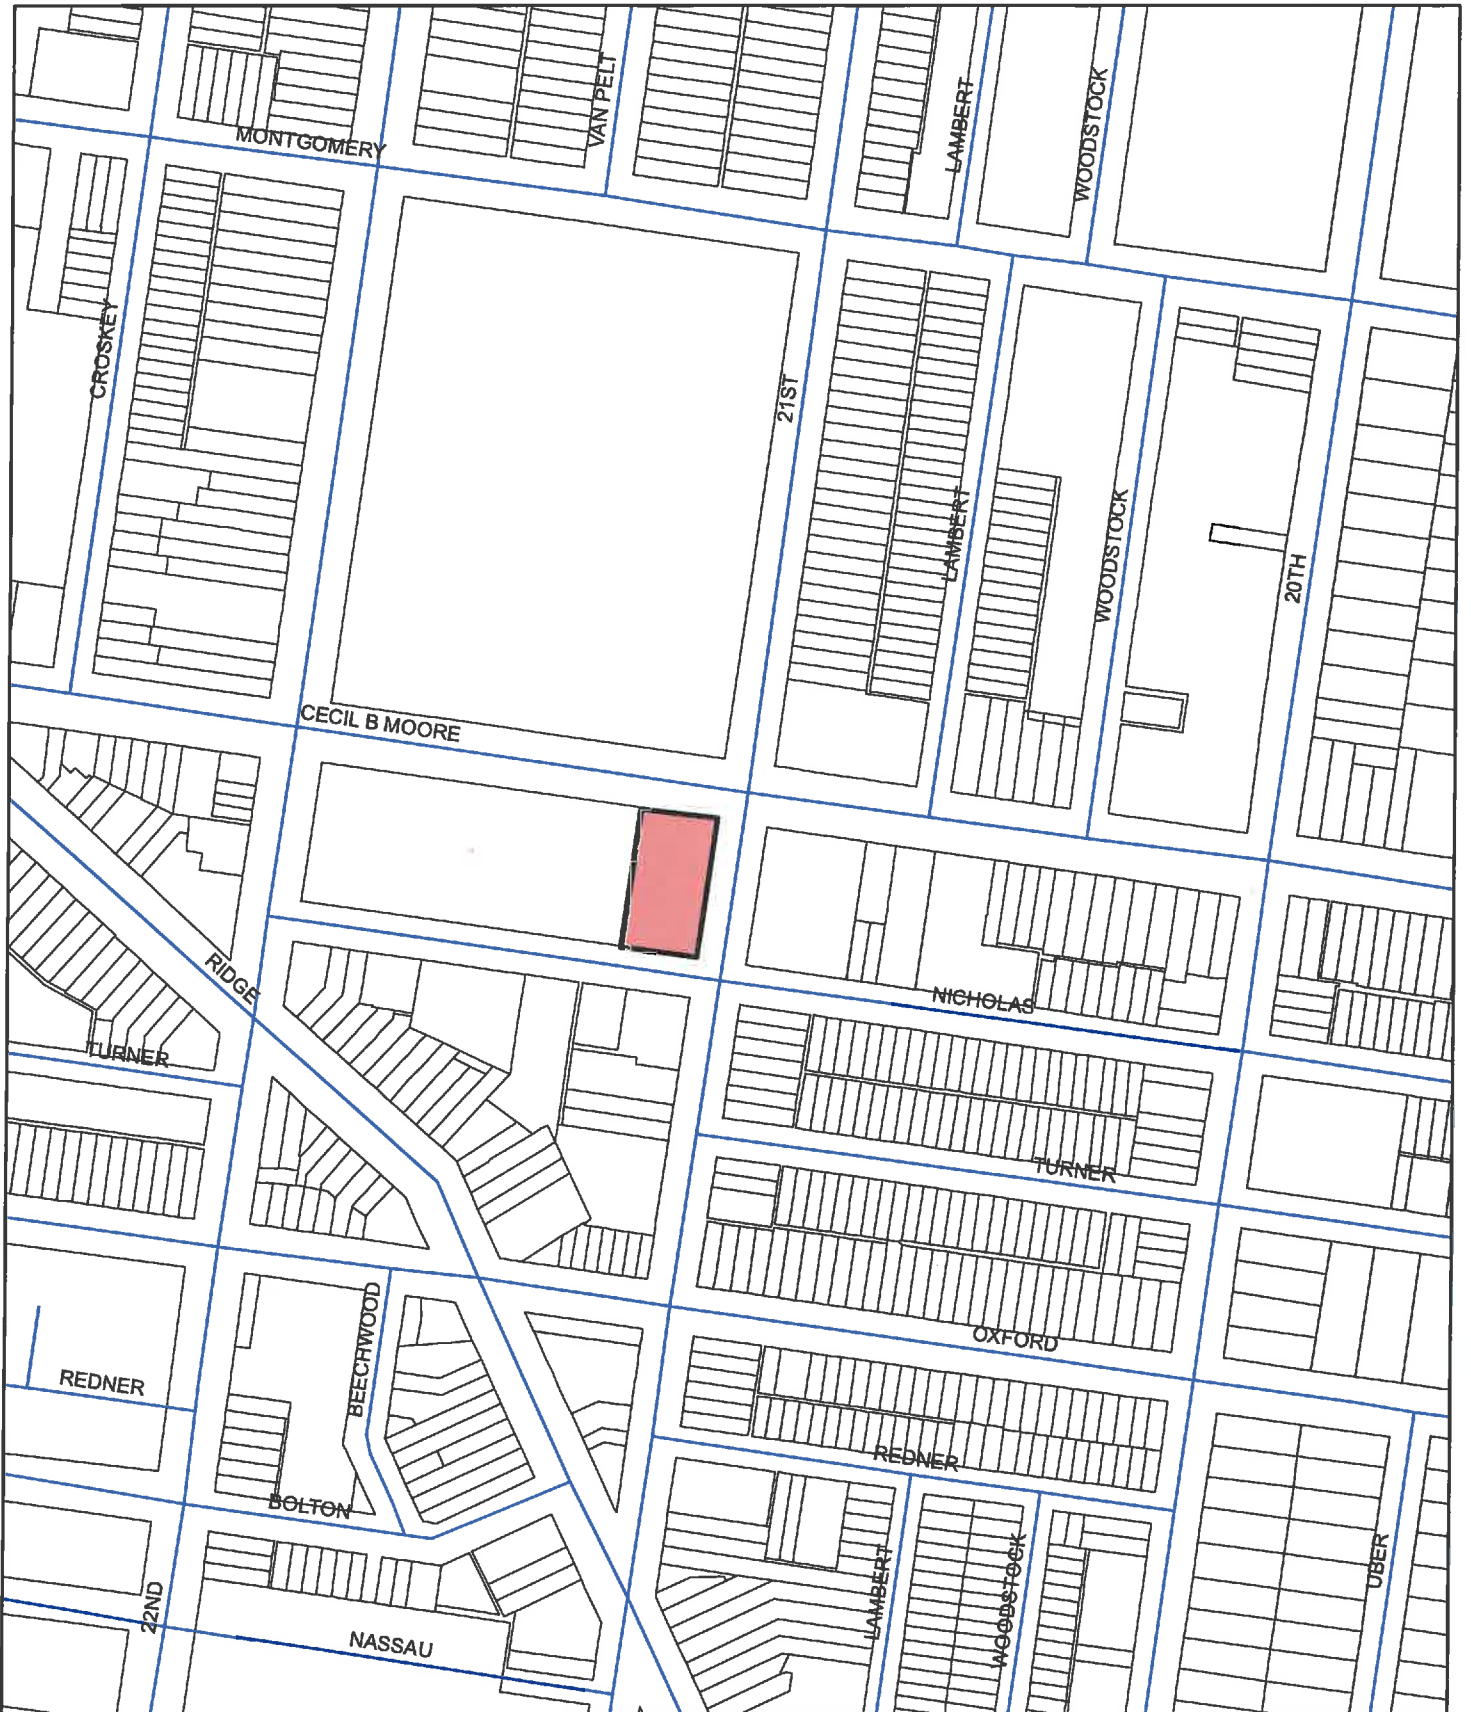 VAN PELT
LAMBERT
WOODSTOCK
MONTGOMERY
CROSKEY
21ST
LAMBERT
WOODSTOCK
20TH
CECIL B MOORE
RIDGE
NICHOLAS
TURNER
TURNER
BEECHWOOD
OXFORD
REDNER
REDNER
BOLTON
LAMBERT
WOODSTOCK
UBER
22ND
NASSAU